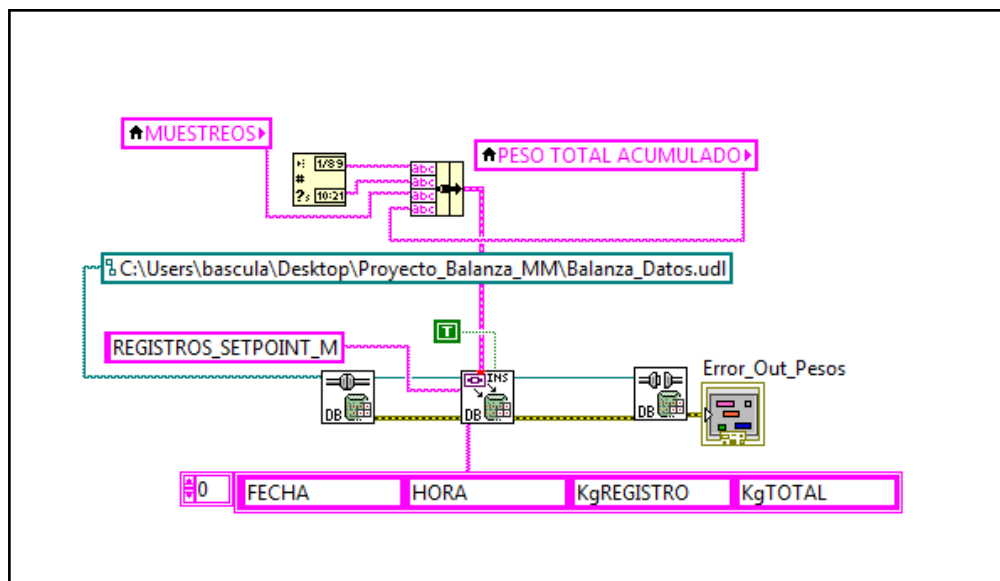 MUESTREOS
1/89
#
?; 10:21
abc
abc
abc
abc
PESO TOTAL ACUMULADO
C:\Users\bascula\Desktop\Proyecto_Balanza_MM\Balanza_Datos.udl
T
REGISTROS_SETPOINT_M
DB
INS
DB
DB
Error_Out_Pesos
0 FECHA HORA KgREGISTRO KgTOTAL